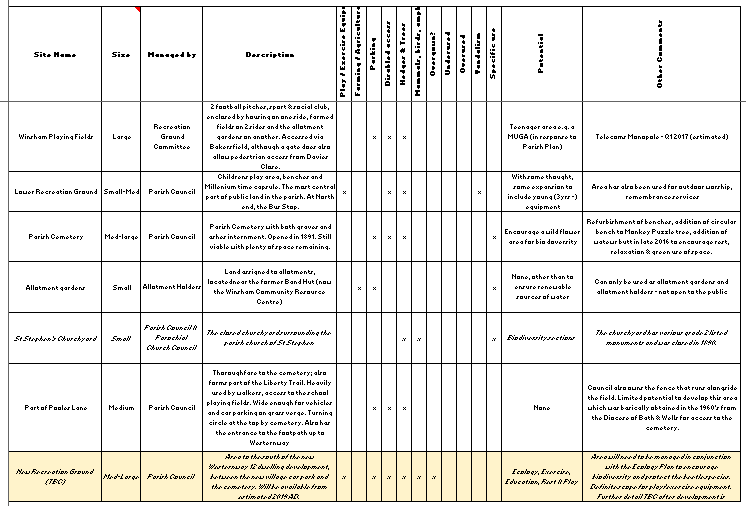 Site Name
Size
Managed by
Description
Play / Exercise Equip
Farming / Agriculture
Parking
Disabled access
Hedges & Trees
Mammals, birds, amph
Overgrown?
Underused
Overused
Vandalism
Specific use
Potential
Other Comments
Winsham Playing Fields
Large
Recreation
Ground
Committee
2 football pitches, sport & social club,
enclosed by housing on one side, farmed
fields on 2 sides and the allotment
gardens on another. Accessed via
Bakersfield, although a gate does also
allow pedestrian access from Davies
Close.
x x x
Teenager area e.g. a
MUGA (in response to
Parish Plan)
Telecoms Monopole - Q1 2017 (estimated)
Lower Recreation Ground
Small-Med
Parish Council
Childrens play area, benches and
Millenium time capsule. The most central
part of public land in the parish. At North
end, the Bus Stop.
x x x x
With some thought,
some expansion to
include young (3yrs-)
equipment
Area has also been used for outdoor worship,
remembrance services
Parish Cemetery
Med-large
Parish Council
Parish Cemetery with both graves and
ashes internment. Opened in 1891. Still
viable with plenty of space remaining.
x x x x
Encourage a wild flower
area for bio diversity
Refurbishment of benches, addition of circular
bench to Monkey Puzzle tree, addition of
water butt in late 2016 to encourage rest,
relaxation & green use of space.
Allotment gardens
Small
Allotment Holders
Land assigned to allotments,
located near the former Band Hut (now
the Winsham Community Resource
Centre)
x x x
None, other than to
ensure renewable
sources of water
Can only be used as allotment gardens and
allotment holders - not open to the public
St Stephen's Churchyard
Small
Parish Council &
Parochial
Church Council
The closed churchyard surrounding the
parish church of St Stephen
x x x
Biodiversity sections
The churchyard has various grade 2 listed
monuments and was closed in 1890.
Part of Pooles Lane
Medium
Parish Council
Thoroughfare to the cemetery; also
forms part of the Liberty Trail. Heavily
used by walkers, access to the school
playing fields. Wide enough for vehicles
and car parking on grass verge. Turning
circle at the top by cemetery. Also has
the entrance to the footpath up to
Westernway
x x x
None
Council also owns the fence that runs alongside
the field. Limited potential to develop this area
which was basically obtained in the 1960's from
the Diocese of Bath & Wells for access to the
cemetery.
New Recreation Ground
(TBC)
Med-Large
Parish Council
Area to the south of the new
Westernway 12 dwelling development,
between the new village car park and
the cemetery. Will be available from
estimated 2019 AD.
x x x x x x
Ecology, Exercise,
Education, Rest & Play
Area will need to be managed in conjunction
with the Ecology Plan to encourage
biodiversity and protect the beetle species.
Definite scope for play/exercise equipment.
Further detail TBC after development is